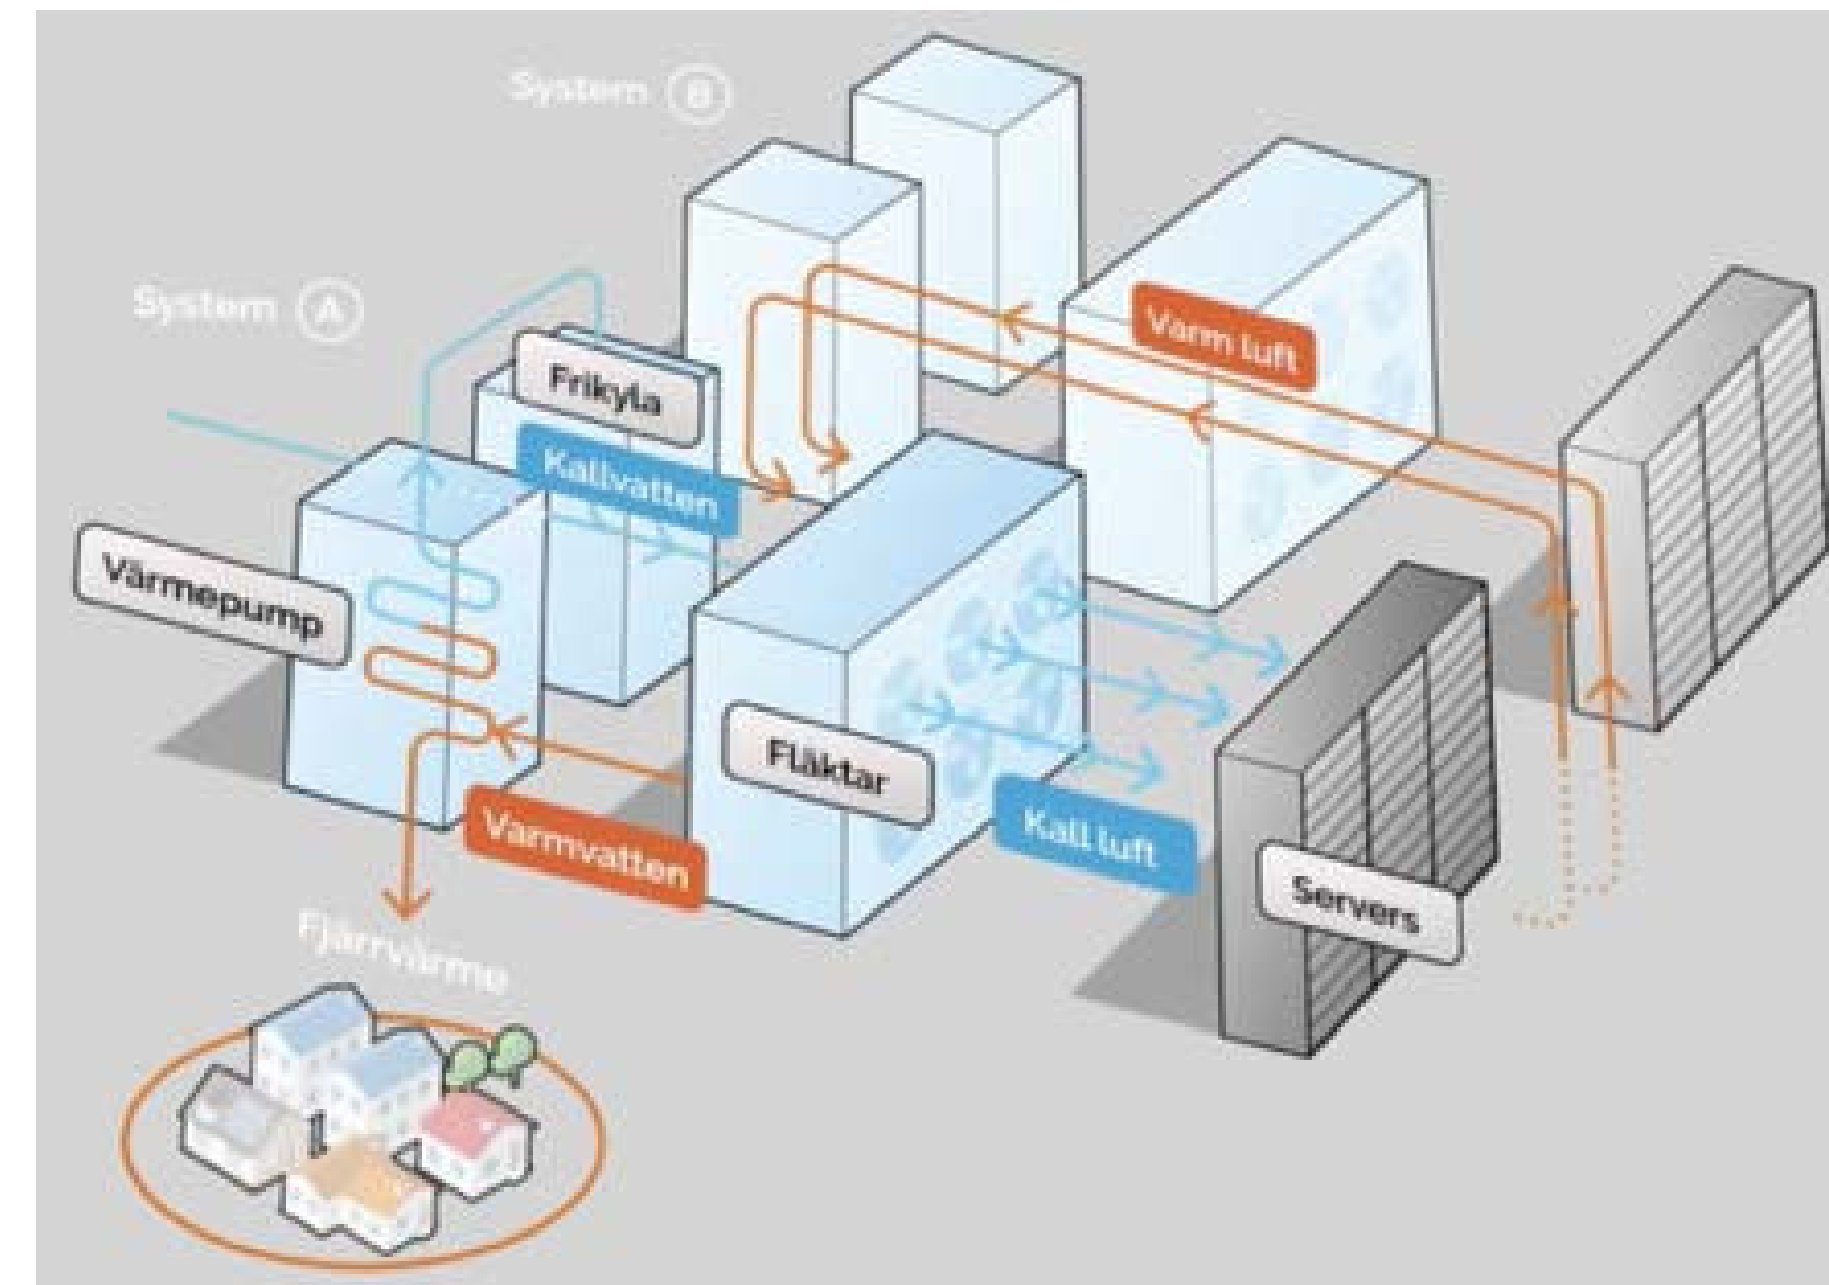 System B
System A
Varm luft
Frikyla
Kallvatten
Värmepump
Fläktar
Kall luft
Varmvatten
Servers
Fjärrvärme